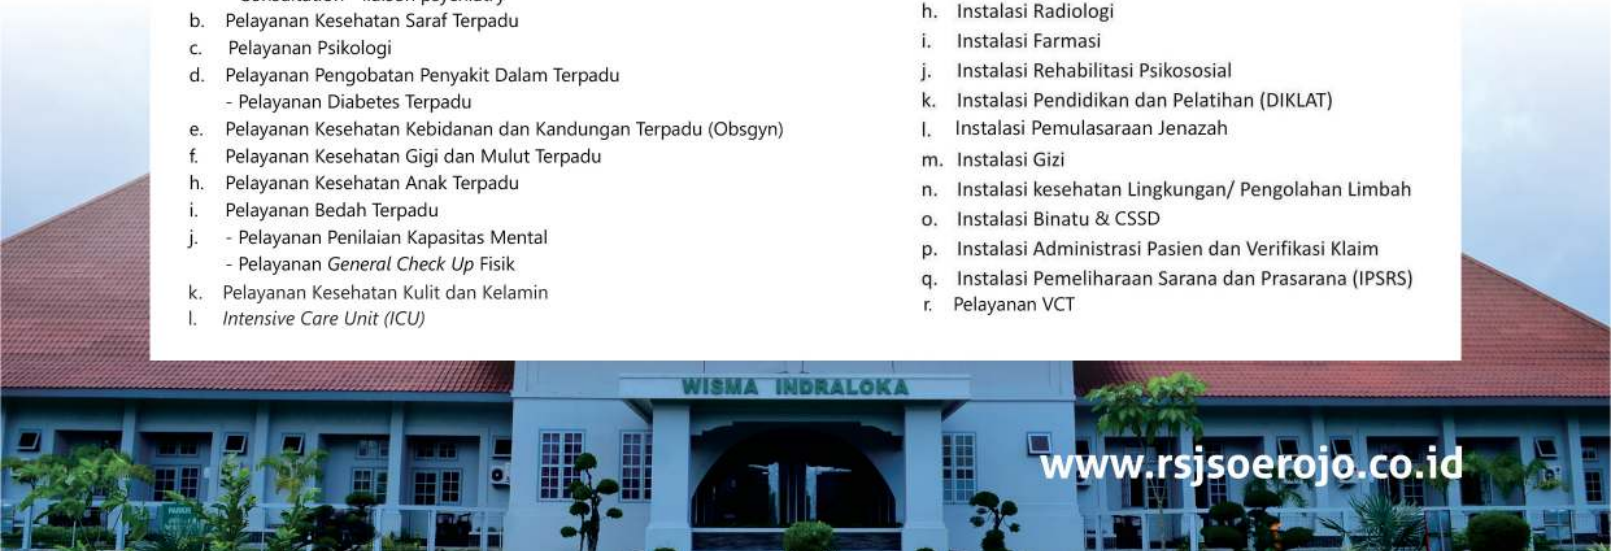 b. Pelayanan Kesehatan Saraf Terpadu
c. Pelayanan Psikologi
d. Pelayanan Pengobatan Penyakit Dalam Terpadu
- Pelayanan Diabetes Terpadu
e. Pelayanan Kesehatan Kebidanan dan Kandungan Terpadu (Obsgyn)
f. Pelayanan Kesehatan Gigi dan Mulut Terpadu
h. Pelayanan Kesehatan Anak Terpadu
i. Pelayanan Bedah Terpadu
j. - Pelayanan Penilaian Kapasitas Mental
- Pelayanan General Check Up Fisik
k. Pelayanan Kesehatan Kulit dan Kelamin
l. Intensive Care Unit (ICU)
h. Instalasi Radiologi
i. Instalasi Farmasi
j. Instalasi Rehabilitasi Psikososial
k. Instalasi Pendidikan dan Pelatihan (DIKLAT)
l. Instalasi Pemulasaraan Jenazah
m. Instalasi Gizi
n. Instalasi kesehatan Lingkungan/ Pengolahan Limbah
o. Instalasi Binatu & CSSD
p. Instalasi Administrasi Pasien dan Verifikasi Klaim
q. Instalasi Pemeliharaan Sarana dan Prasarana (IPSRS)
r. Pelayanan VCT
WISMA INDRALOKA
www.rsjsoerojo.co.id